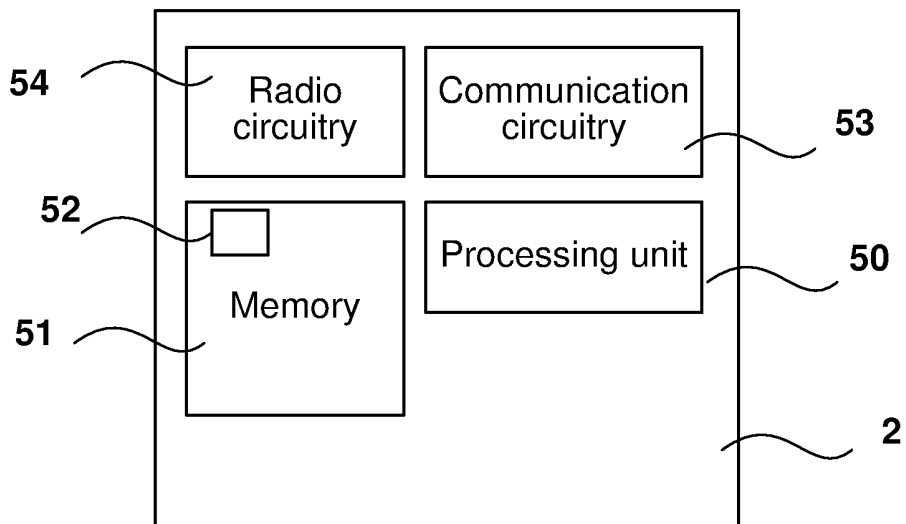 54
Radio
circuitry
Communication
circuitry
53
52
Memory
51
Processing unit
50
2